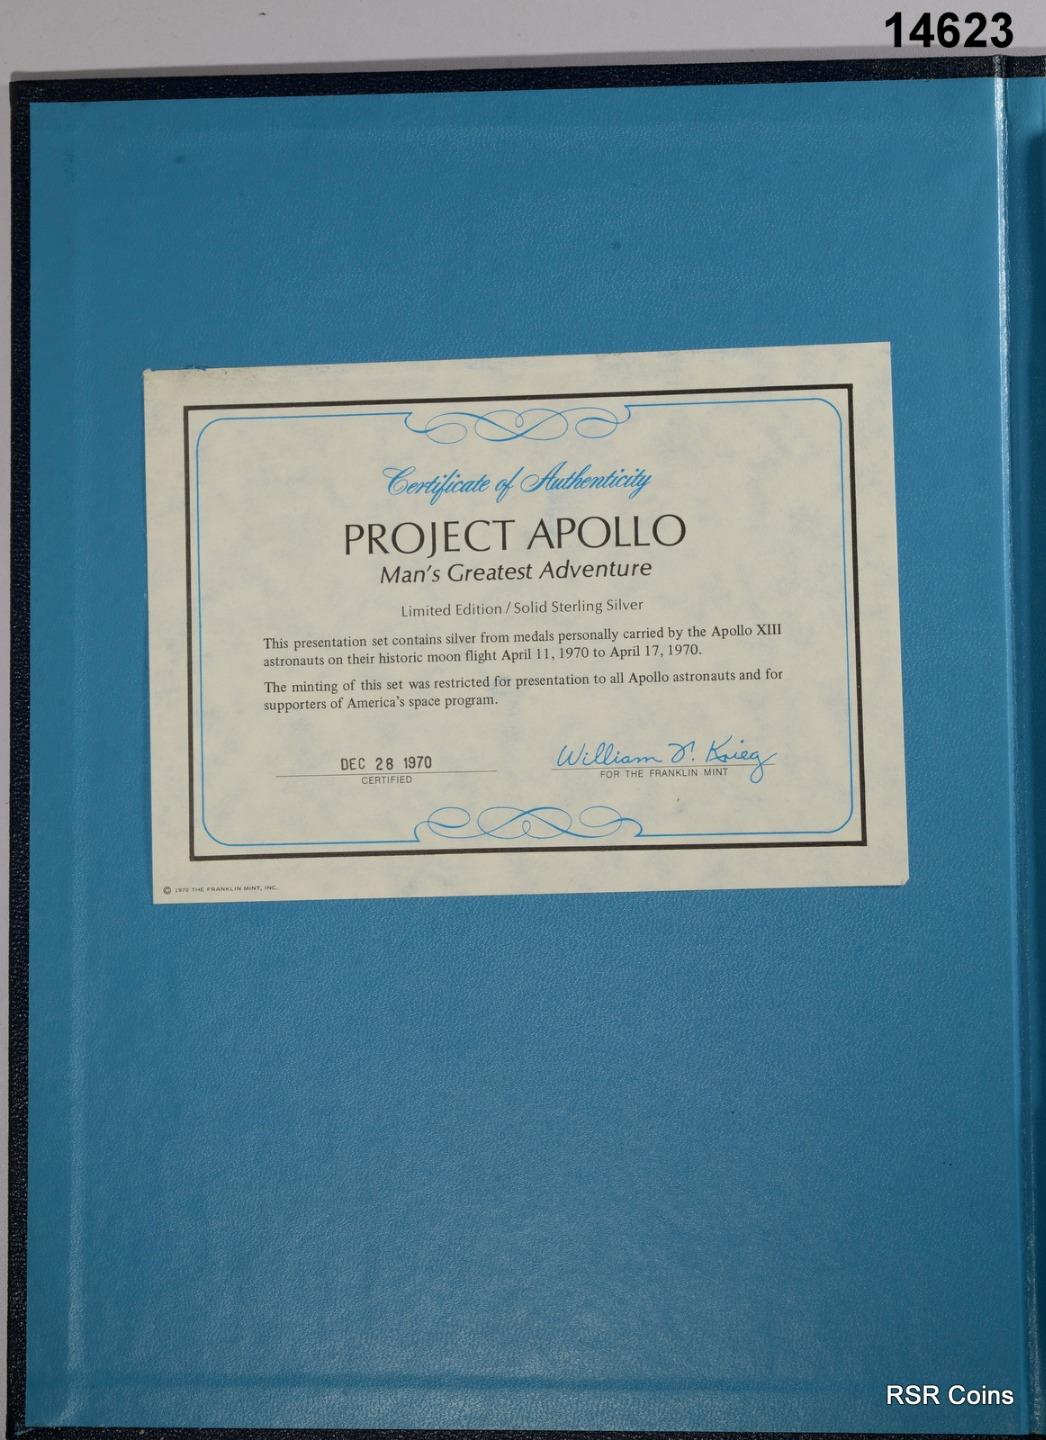 14623
Certificate of Authenticity
PROJECT APOLLO
Man's Greatest Adventure
Limited Edition / Solid Sterling Silver
This presentation set contains silver from medals personally carried by the Apollo XIII
astronauts on their historic moon flight April 11, 1970 to April 17, 1970.
The minting of this set was restricted for presentation to all Apollo astronauts and for
supporters of America's space program.
DEC 28 1970
CERTIFIED
William T. Krieg
FOR THE FRANKLIN MINT
© 1970 THE FRANKLIN MINT, INC.
RSR Coins